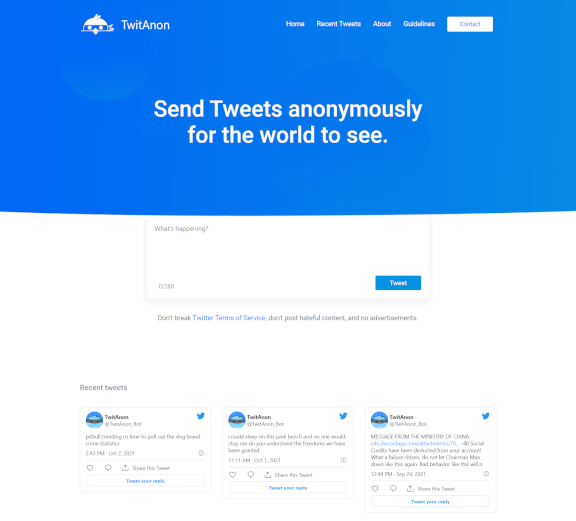 TwitAnon
Home Recent Tweets About Guidelines Contact
Send Tweets anonymously
for the world to see.
What's happening?
0/280
Tweet
Don't break Twitter Terms of Service, don't post hateful content, and no advertisements.
Recent tweets
TwitAnon
@TwitAnon_Bot
pitbull trending rn time to pull out the dog breed
crime statistics
2:43 PM · Oct 2, 2021
Share this Tweet
Tweet your reply
TwitAnon
@TwitAnon_Bot
i could sleep on this park bench and no one would
stop me do you understand the freedoms we have
been granted
11:11 AM · Oct 1, 2021
Share this Tweet
Tweet your reply
TwitAnon
@TwitAnon_Bot
MESSAGE FROM THE MINISTRY OF CHINA
cdn.discordapp.com/attachments/70... -40 Social
Credits have been deducted from your account!
What a failure citizen, do not let Chairman Mao
down like this again. Bad behavior like this will n
12:44 PM · Sep 24, 2021
Share this Tweet
Tweet your reply